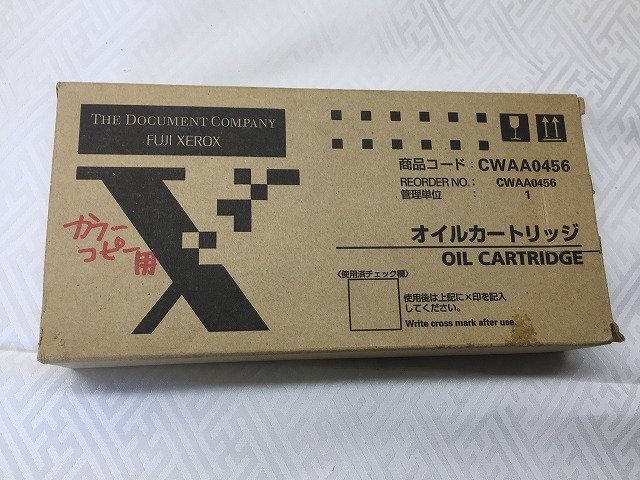 THE DOCUMENT COMPANY
FUJI XEROX
商品コード：CWAA0456
REORDER NO. : CWAA0456
管理単位 : 1
カラー
コピー用
オイルカートリッジ
OIL CARTRIDGE
〈使用済チェック欄〉
使用後は上記に×印を記入
してください。
Write cross mark after use.